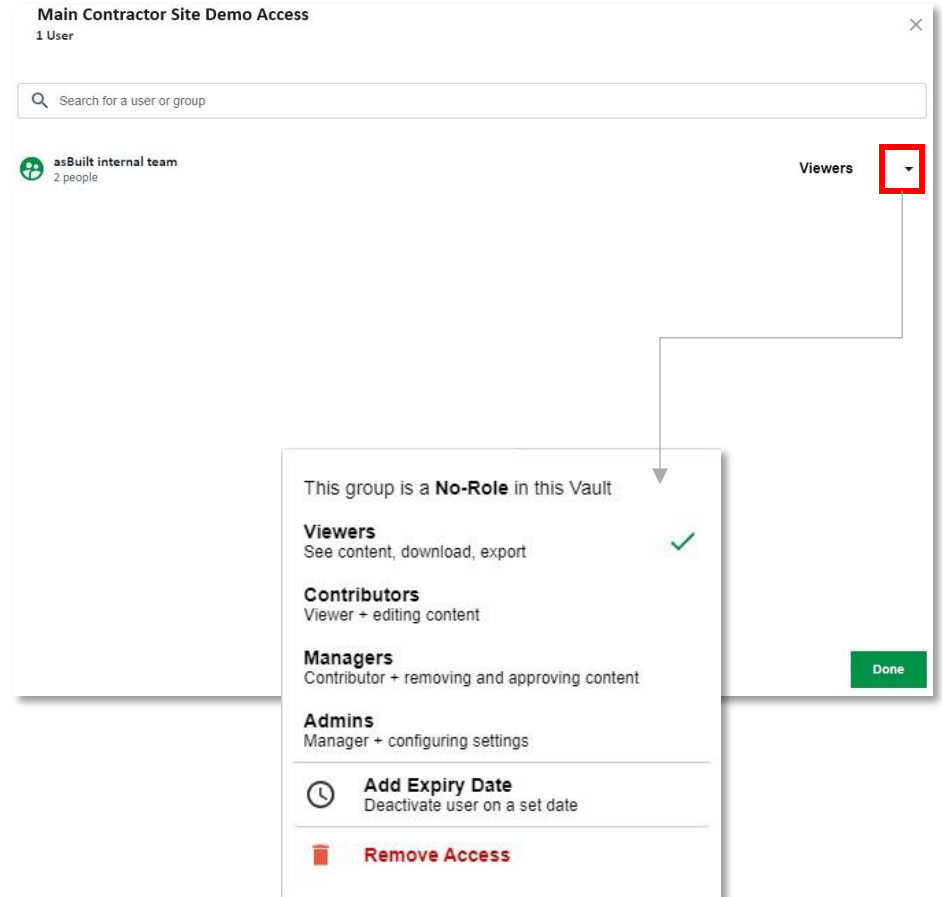 Main Contractor Site Demo Access
1 User
Search for a user or group
asBuilt internal team
2 people
Viewers
This group is a No-Role in this Vault
Viewers
See content, download, export
Contributors
Viewer + editing content
Managers
Contributor + removing and approving content
Done
Admins
Manager + configuring settings
Add Expiry Date
Deactivate user on a set date
Remove Access